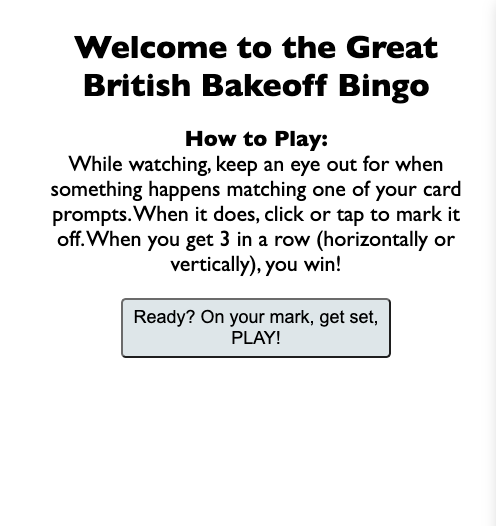 Welcome to the Great
British Bakeoff Bingo
How to Play:
While watching, keep an eye out for when
something happens matching one of your card
prompts. When it does, click or tap to mark it
off. When you get 3 in a row (horizontally or
vertically), you win!
Ready? On your mark, get set,
PLAY!